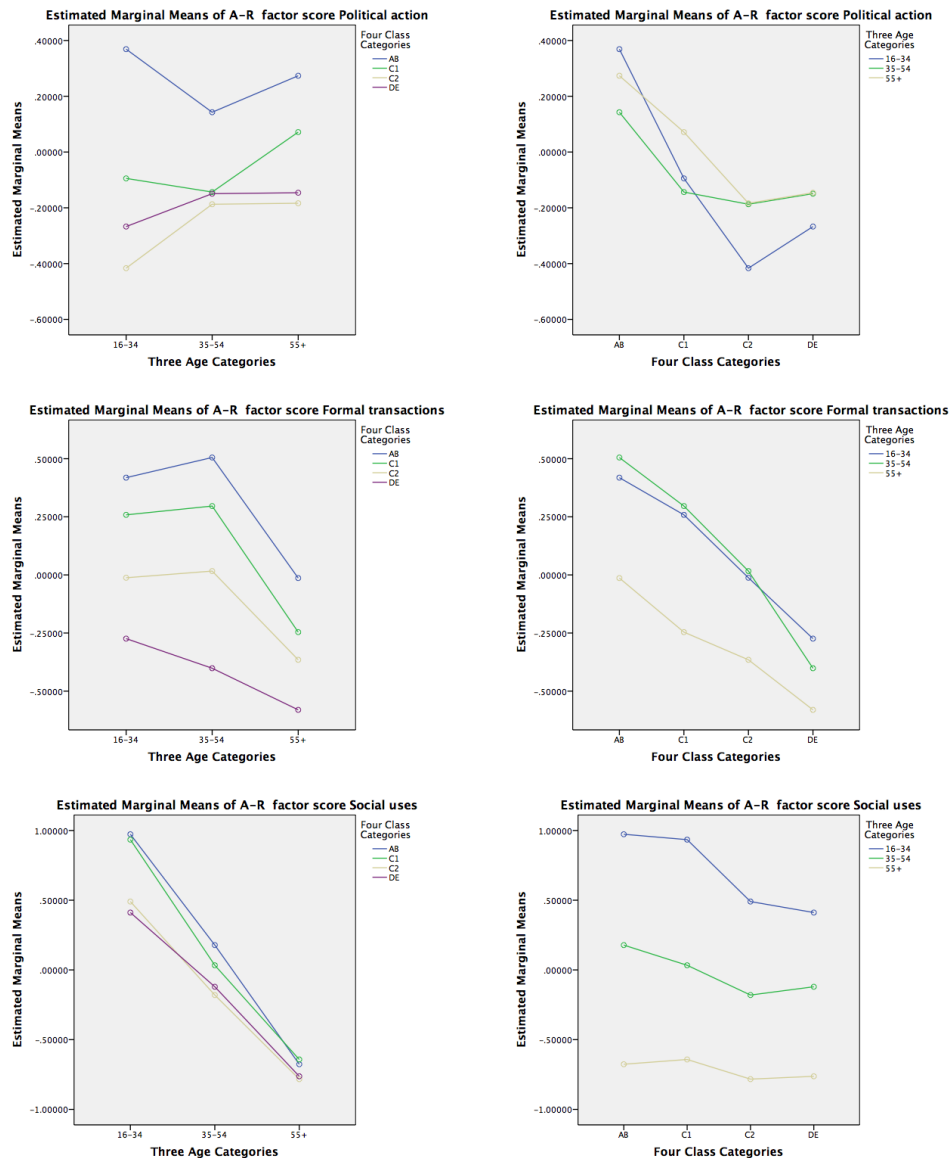 Estimated Marginal Means of A-R factor score Political action
Four Class
Categories
AB
C1
C2
DE
.40000
.20000
.00000
-.20000
-.40000
-.60000
Estimated Marginal Means
16-34
35-54
55+
Three Age Categories
Estimated Marginal Means of A-R factor score Political action
Three Age
Categories
16-34
35-54
55+
.40000
.20000
.00000
-.20000
-.40000
-.60000
Estimated Marginal Means
AB
C1
C2
DE
Four Class Categories
Estimated Marginal Means of A-R factor score Formal transactions
Four Class
Categories
AB
C1
C2
DE
.50000
.25000
.00000
-.25000
-.50000
Estimated Marginal Means
16-34
35-54
55+
Three Age Categories
Estimated Marginal Means of A-R factor score Formal transactions
Three Age
Categories
16-34
35-54
55+
.50000
.25000
.00000
-.25000
-.50000
Estimated Marginal Means
AB
C1
C2
DE
Four Class Categories
Estimated Marginal Means of A-R factor score Social uses
Four Class
Categories
AB
C1
C2
DE
1.00000
.50000
.00000
-.50000
-1.00000
Estimated Marginal Means
16-34
35-54
55+
Three Age Categories
Estimated Marginal Means of A-R factor score Social uses
Three Age
Categories
16-34
35-54
55+
1.00000
.50000
.00000
-.50000
-1.00000
Estimated Marginal Means
AB
C1
C2
DE
Four Class Categories